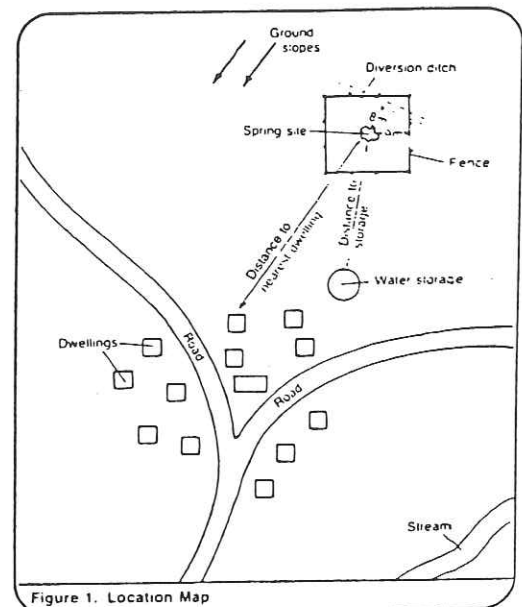 Ground
slopes
Diversion ditch
Spring site
Fence
Distance to
nearest dwelling
Distance to
storage
Water storage
Dwellings
Road
Road
Stream
Figure 1. Location Map